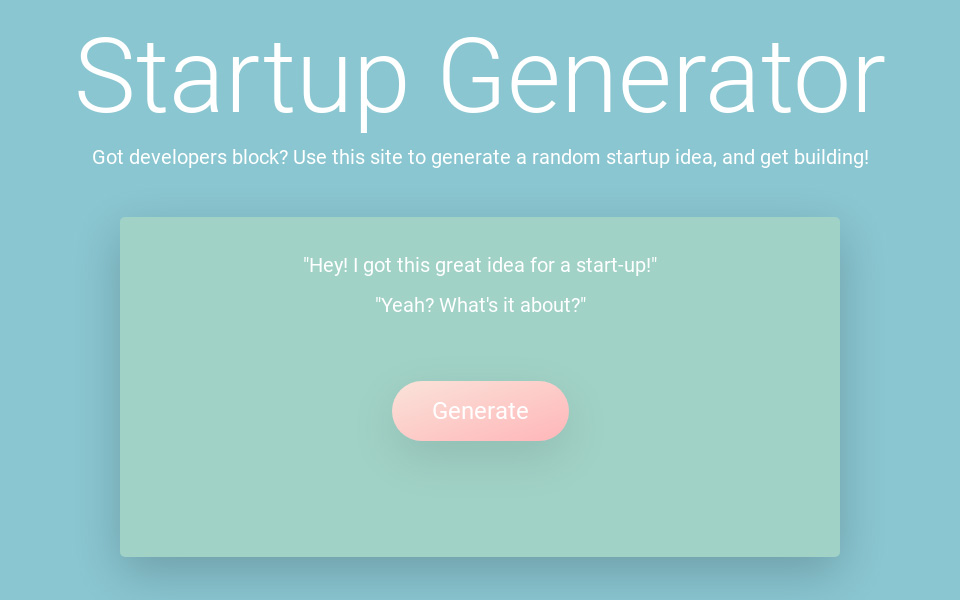 Startup Generator
Got developers block? Use this site to generate a random startup idea, and get building!
"Hey! I got this great idea for a start-up!"
"Yeah? What's it about?"
Generate